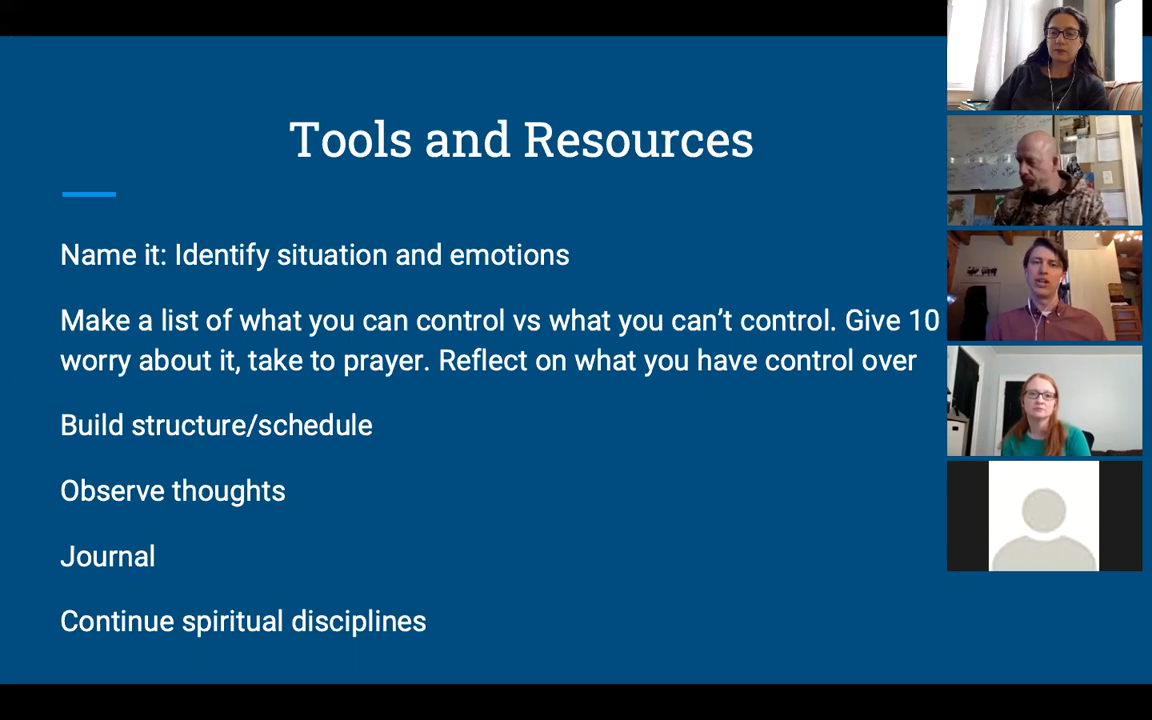 Tools and Resources
Name it: Identify situation and emotions
Make a list of what you can control vs what you can’t control. Give 10
worry about it, take to prayer. Reflect on what you have control over
Build structure/schedule
Observe thoughts
Journal
Continue spiritual disciplines